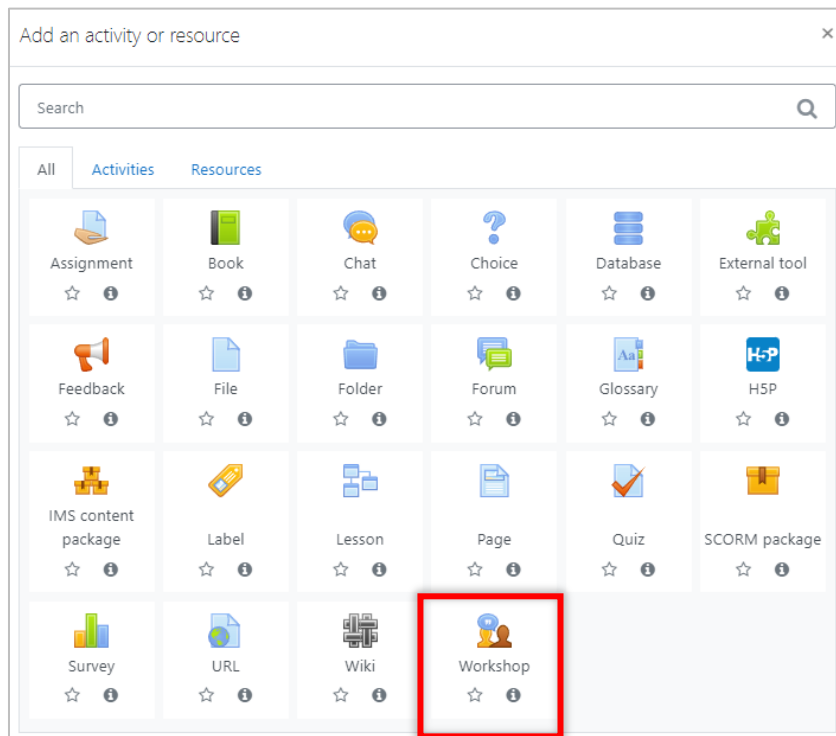 Add an activity or resource
×
Search
All Activities Resources
Assignment Book Chat Choice Database External tool
Feedback File Folder Forum Glossary H5P
IMS content
package Label Lesson Page Quiz SCORM package
Survey URL Wiki Workshop